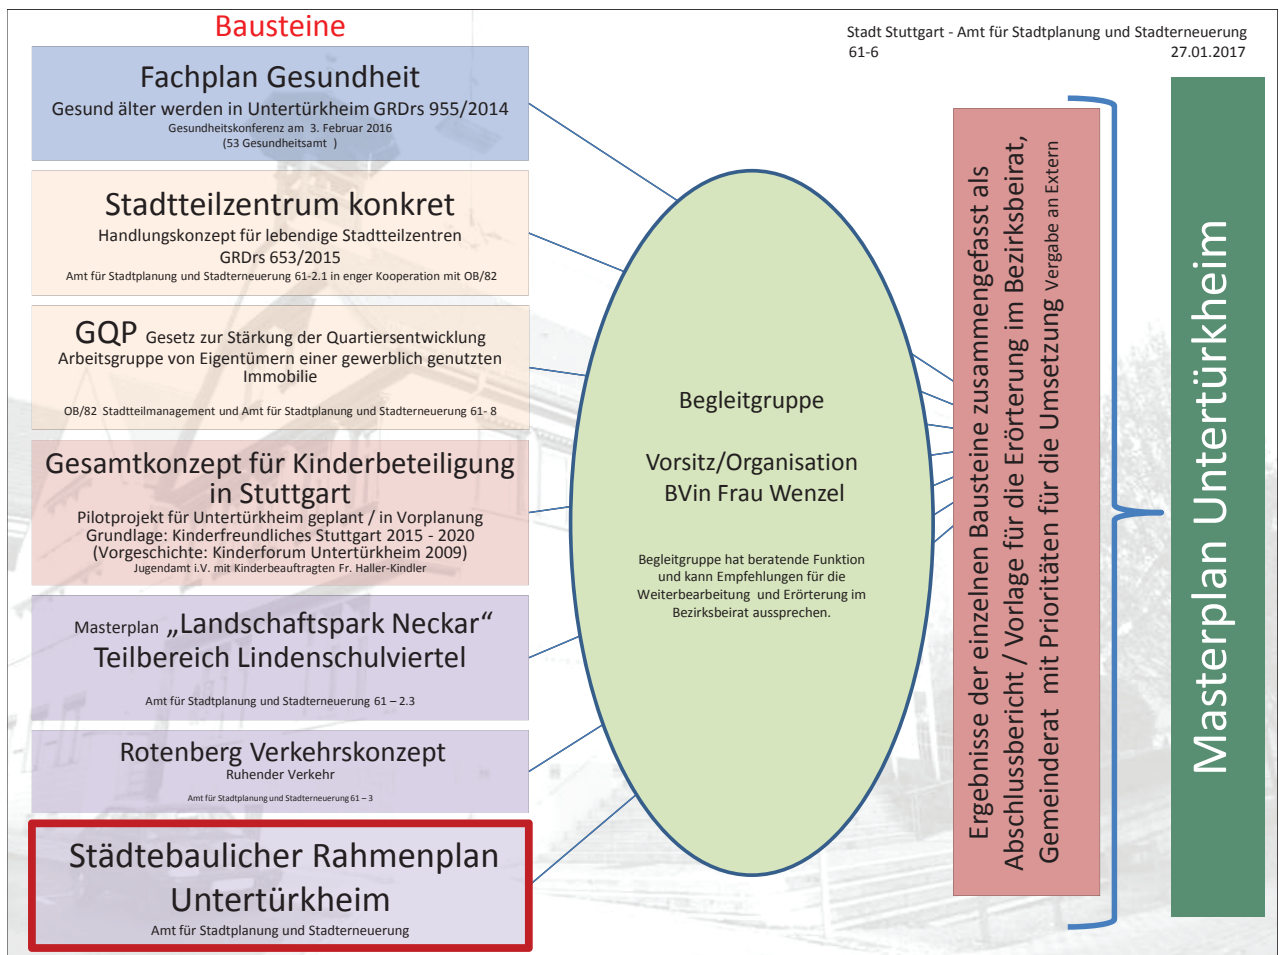 Bausteine
Stadt Stuttgart - Amt für Stadtplanung und Stadterneuerung
61-6 27.01.2017
Fachplan Gesundheit
Gesund älter werden in Untertürkheim GRDrs 955/2014
Gesundheitskonferenz am 3. Februar 2016
(53 Gesundheitsamt )
Stadtteilzentrum konkret
Handlungskonzept für lebendige Stadtteilzentren
GRDrs 653/2015
Amt für Stadtplanung und Stadterneuerung 61-2.1 in enger Kooperation mit OB/82
GQP Gesetz zur Stärkung der Quartiersentwicklung
Arbeitsgruppe von Eigentümern einer gewerblich genutzten
Immobilie
OB/82 Stadtteilmanagement und Amt für Stadtplanung und Stadterneuerung 61- 8
Gesamtkonzept für Kinderbeteiligung
in Stuttgart
Pilotprojekt für Untertürkheim geplant / in Vorplanung
Grundlage: Kinderfreundliches Stuttgart 2015 - 2020
(Vorgeschichte: Kinderforum Untertürkheim 2009)
Jugendamt i.V. mit Kinderbeauftragten Fr. Haller-Kindler
Masterplan „Landschaftspark Neckar“
Teilbereich Lindenschulviertel
Amt für Stadtplanung und Stadterneuerung 61 – 2.3
Rotenberg Verkehrskonzept
Ruhender Verkehr
Amt für Stadtplanung und Stadterneuerung 61 – 3
Städtebaulicher Rahmenplan
Untertürkheim
Amt für Stadtplanung und Stadterneuerung
Begleitgruppe
Vorsitz/Organisation
BVin Frau Wenzel
Begleitgruppe hat beratende Funktion
und kann Empfehlungen für die
Weiterbearbeitung und Erörterung im
Bezirksbeirat aussprechen.
Ergebnisse der einzelnen Bausteine zusammengefasst als
Abschlussbericht / Vorlage für die Erörterung im Bezirksbeirat,
Gemeinderat mit Prioritäten für die Umsetzung Vergabe an Extern
Masterplan Untertürkheim